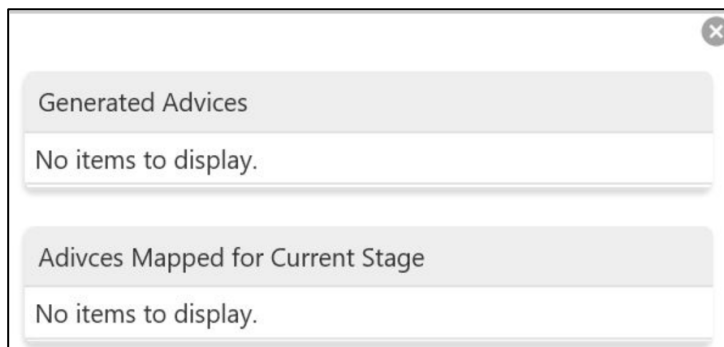 Generated Advices
No items to display.
Adivces Mapped for Current Stage
No items to display.